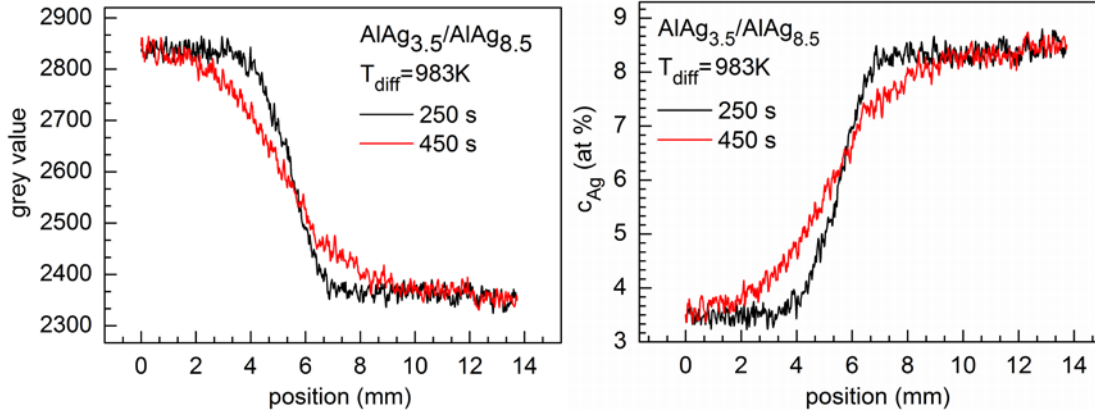 2900
2800
2700
2600
2500
2400
2300
grey value
AlAg3.5/AlAg8.5
Tdiff=983K
250 s
450 s
0 2 4 6 8 10 12 14
position (mm)
9
8
7
6
5
4
3
cAg (at %)
AlAg3.5/AlAg8.5
Tdiff=983K
250 s
450 s
0 2 4 6 8 10 12 14
position (mm)